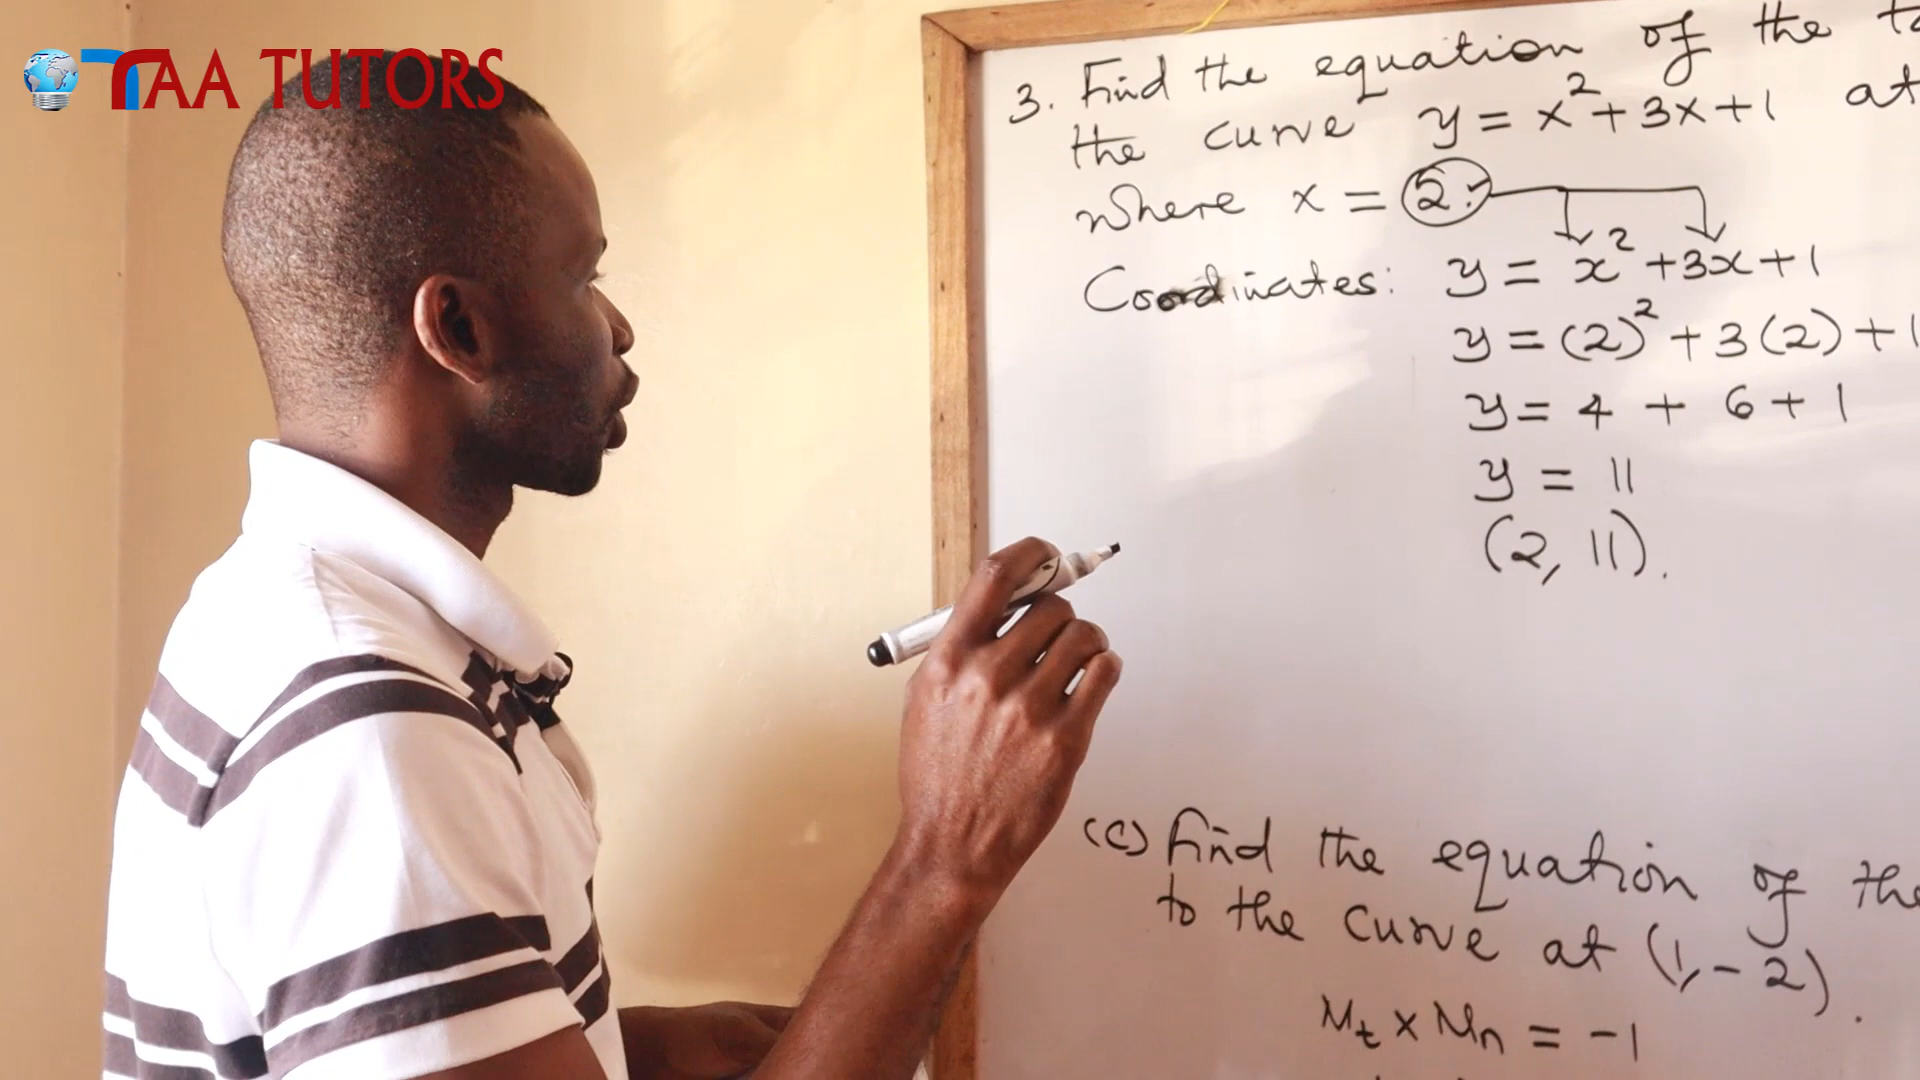 TAA TUTORS
3. Find the equation of the
the curve y = x² + 3x + 1 at
where x = 2.
Coordinates: y = x² + 3x + 1
y = (2)² + 3(2) + 1
y = 4 + 6 + 1
y = 11
(2, 11).
(c) Find the equation of the
to the curve at (1, -2).
Mt x Mn = -1